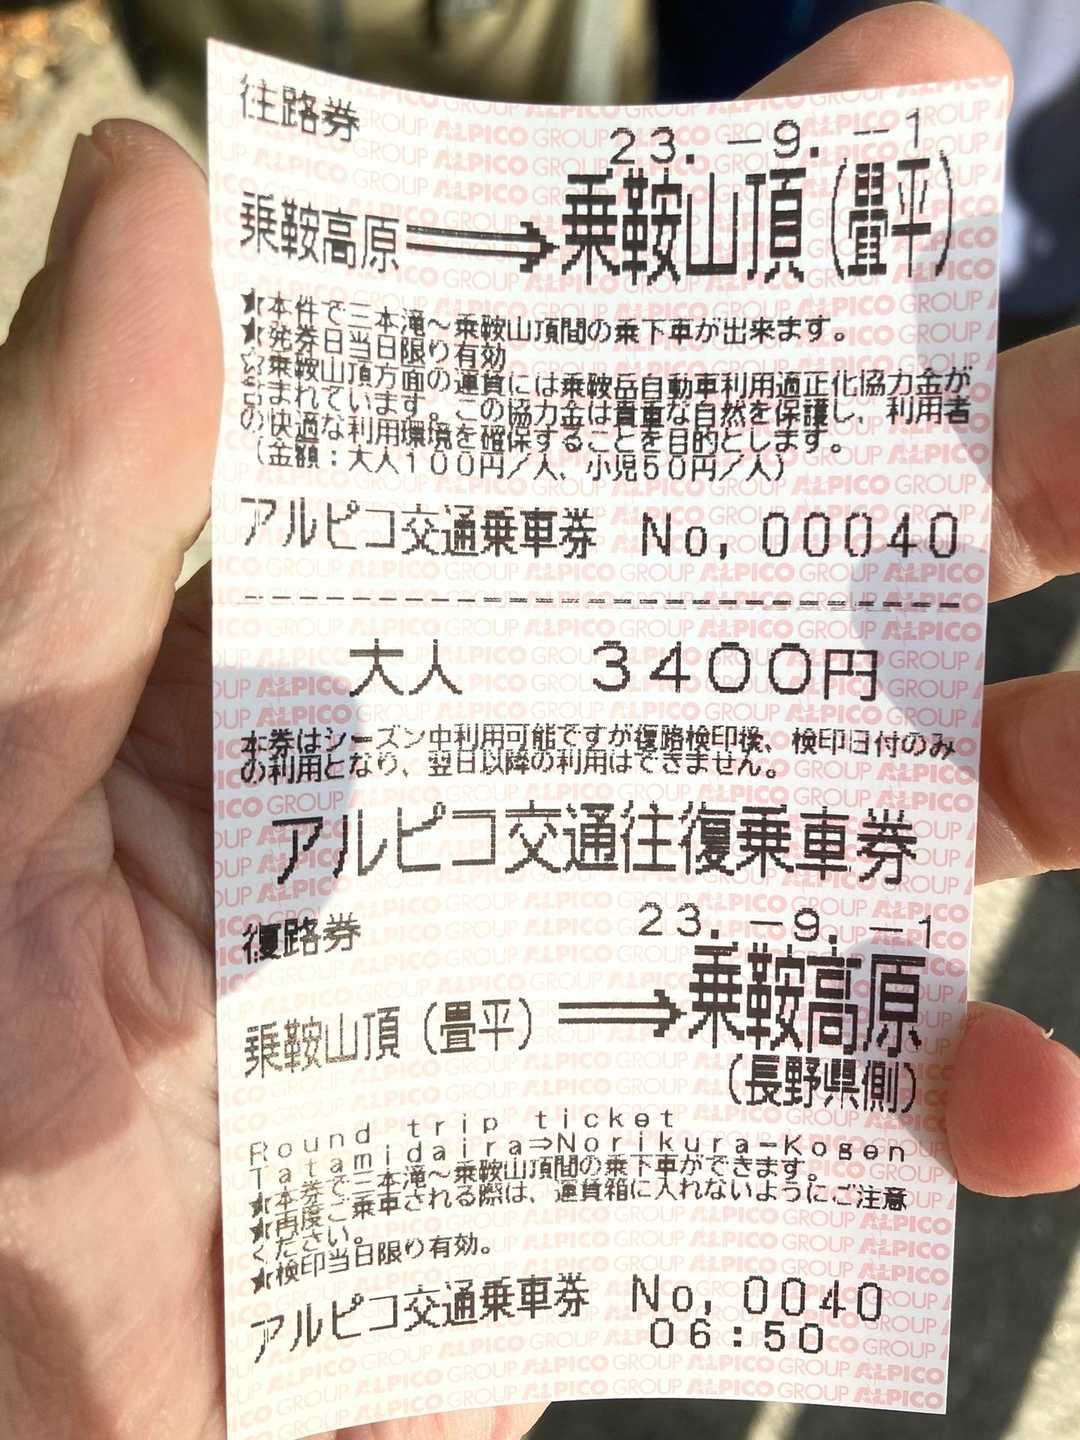 往路券
23.-9.--1
乗鞍高原⟹乗鞍山頂(畳平)
★本件で三本滝～乗鞍山頂間の乗下車が出来ます。
★発券日当日限り有効
☆乗鞍山頂方面の運賃には乗鞍岳自動車利用適正化協力金が
含まれています。この協力金は貴重な自然を保護し、利用者
の快適な利用環境を確保することを目的とします。
(金額：大人100円／人、小児50円／人)
アルピコ交通乗車券 No,00040
大人 3400円
本券はシーズン中利用可能ですが復路検印後、検印日付のみ
の利用となり、翌日以降の利用はできません。
アルピコ交通往復乗車券
復路券
23.-9.--1
乗鞍山頂(畳平)⟹乗鞍高原
(長野県側)
Round trip ticket
Tatamidaira⇒Norikura-Kogen
★本券で三本滝～乗鞍山頂間の乗下車ができます。
★再度ご乗車される際は、運賃箱に入れないようにご注意
ください。
★検印当日限り有効。
アルピコ交通乗車券 No,0040
06:50